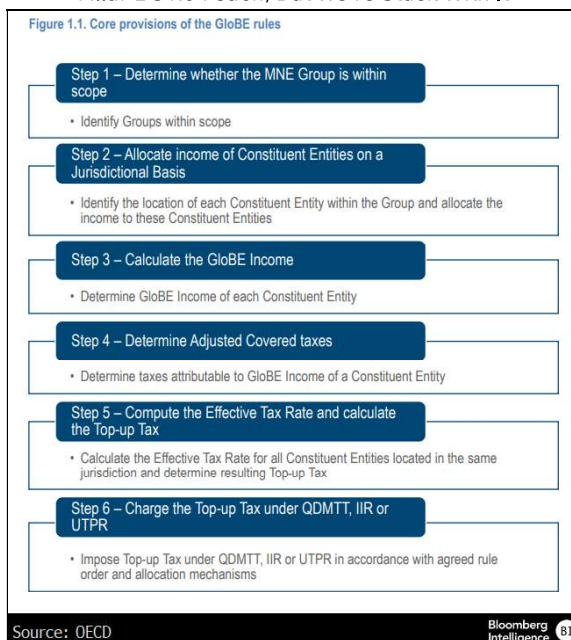 Figure 1.1. Core provisions of the GloBE rules
Step 1 – Determine whether the MNE Group is within
scope
• Identify Groups within scope
Step 2 – Allocate income of Constituent Entities on a
Jurisdictional Basis
• Identify the location of each Constituent Entity within the Group and allocate the
income to these Constituent Entities
Step 3 – Calculate the GloBE Income
• Determine GloBE Income of each Constituent Entity
Step 4 – Determine Adjusted Covered taxes
• Determine taxes attributable to GloBE Income of a Constituent Entity
Step 5 – Compute the Effective Tax Rate and calculate
the Top-up Tax
• Calculate the Effective Tax Rate for all Constituent Entities located in the same
jurisdiction and determine resulting Top-up Tax
Step 6 – Charge the Top-up Tax under QDMTT, IIR or
UTPR
• Impose Top-up Tax under QDMTT, IIR or UTPR in accordance with agreed rule
order and allocation mechanisms
Source: OECD
Bloomberg
Intelligence BI